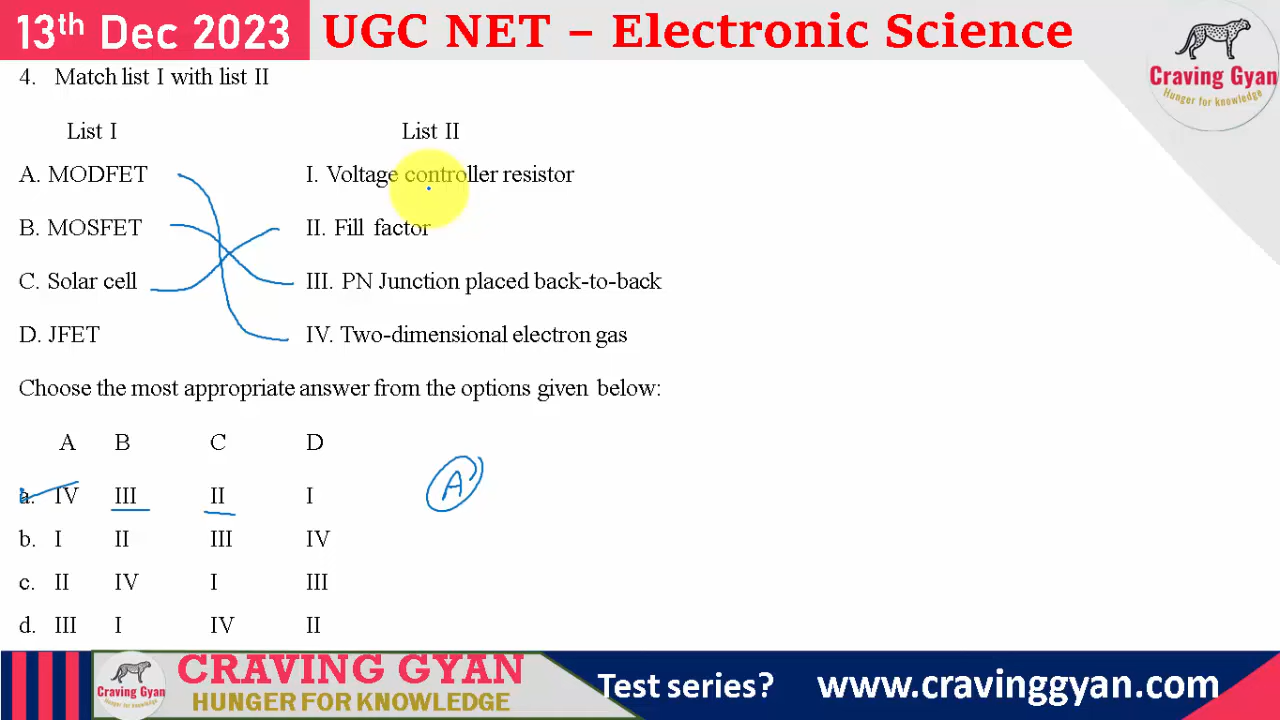 13th Dec 2023 UGC NET – Electronic Science
Craving Gyan
Hunger for knowledge
4. Match list I with list II
List I List II
A. MODFET I. Voltage controller resistor
B. MOSFET II. Fill factor
C. Solar cell III. PN Junction placed back-to-back
D. JFET IV. Two-dimensional electron gas
Choose the most appropriate answer from the options given below:
A B C D
a. IV III II I
A
b. I II III IV
c. II IV I III
d. III I IV II
Craving Gyan
Hunger for knowledge
CRAVING GYAN
HUNGER FOR KNOWLEDGE
Test series? www.cravinggyan.com